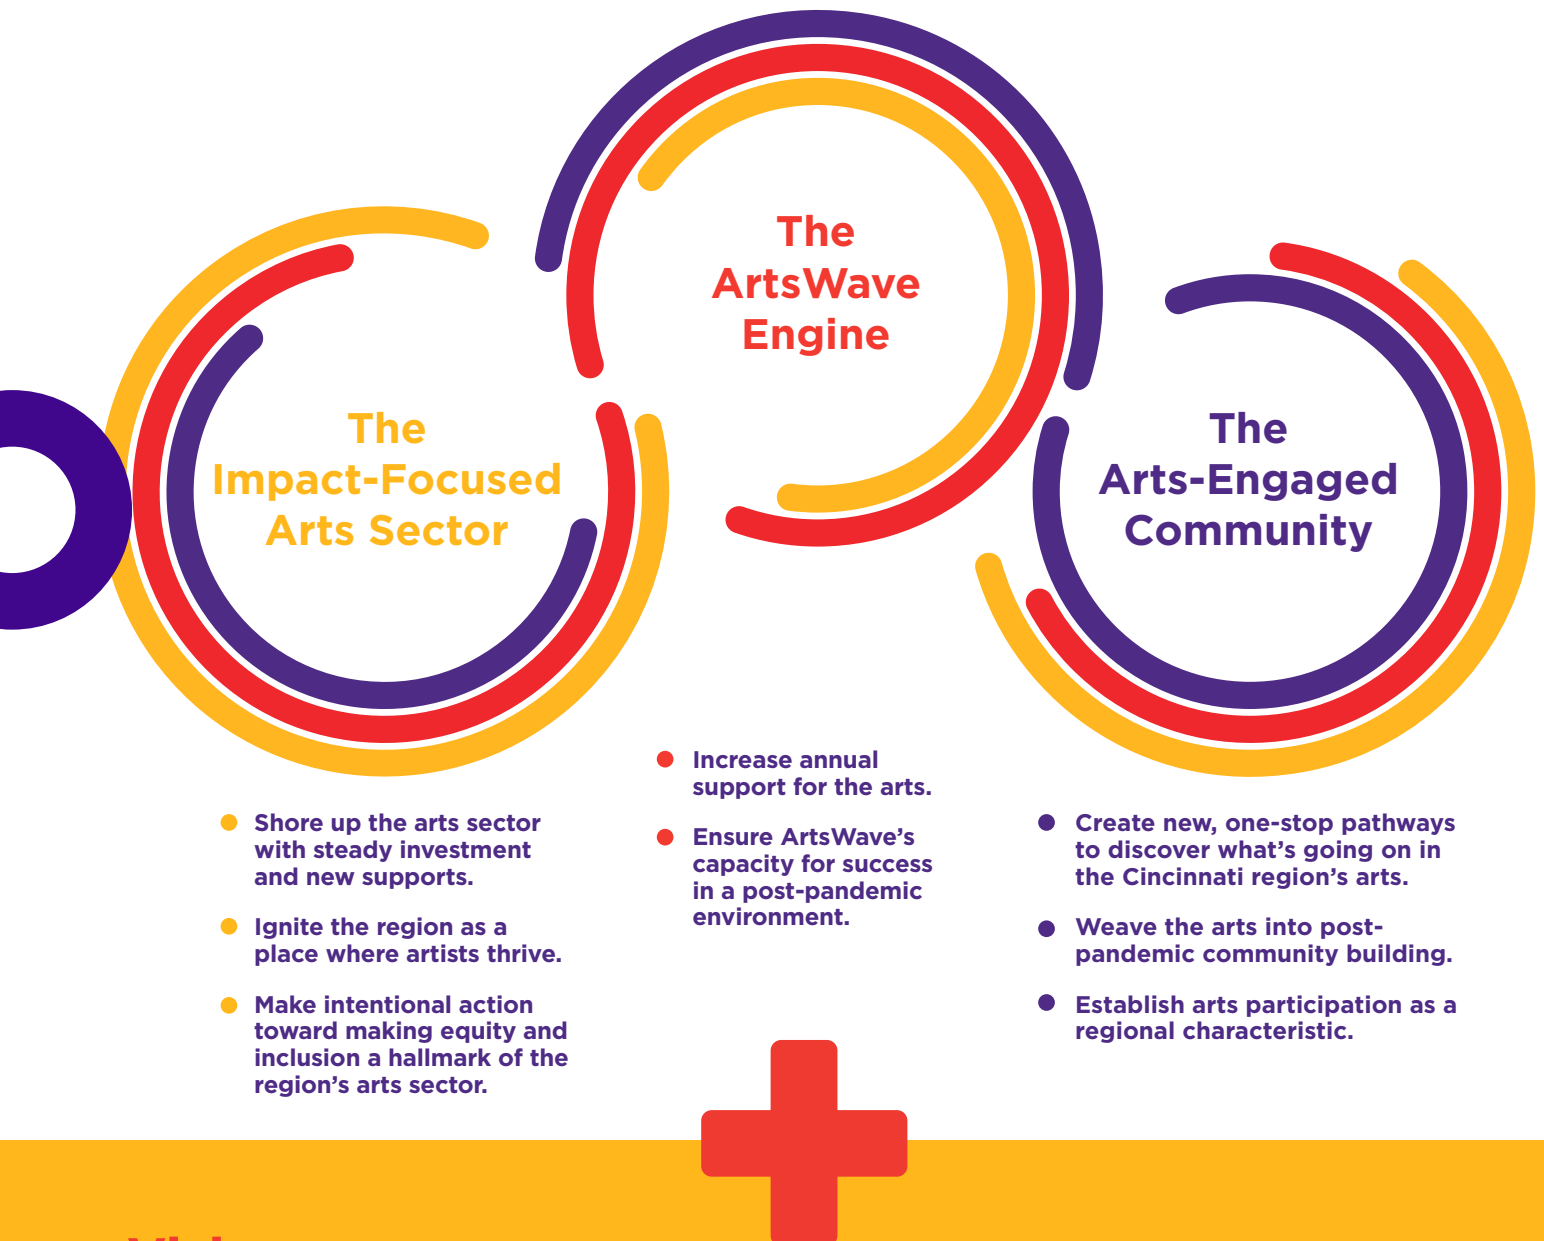 The
ArtsWave
Engine
The
Impact-Focused
Arts Sector
The
Arts-Engaged
Community
Shore up the arts sector
with steady investment
and new supports.
Ignite the region as a
place where artists thrive.
Make intentional action
toward making equity and
inclusion a hallmark of the
region's arts sector.
Increase annual
support for the arts.
Ensure ArtsWave's
capacity for success
in a post-pandemic
environment.
Create new, one-stop pathways
to discover what's going on in
the Cincinnati region's arts.
Weave the arts into post-
pandemic community building.
Establish arts participation as a
regional characteristic.